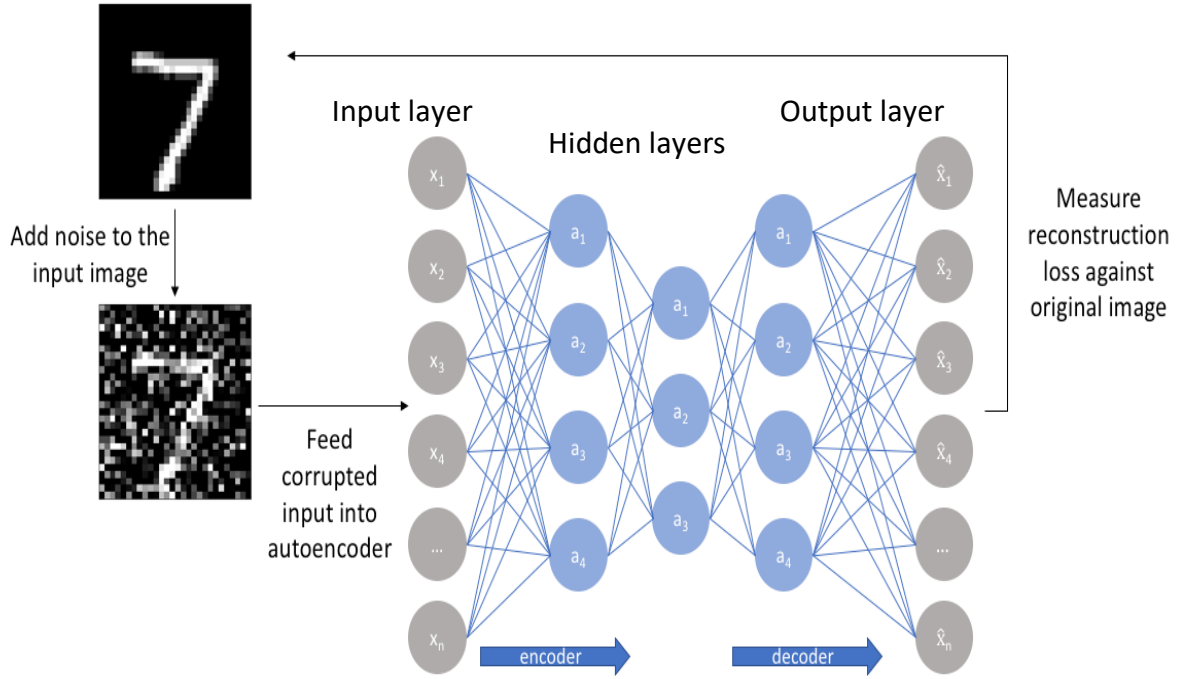 Input layer
Hidden layers
Output layer
Add noise to the
input image
Feed
corrupted
input into
autoencoder
x₁
x₂
x₃
x₄
...
xₙ
a₁
a₂
a₃
a₄
a₁
a₂
a₃
a₁
a₂
a₃
a₄
x̂₁
x̂₂
x̂₃
x̂₄
...
x̂ₙ
encoder
decoder
Measure
reconstruction
loss against
original image
7
7